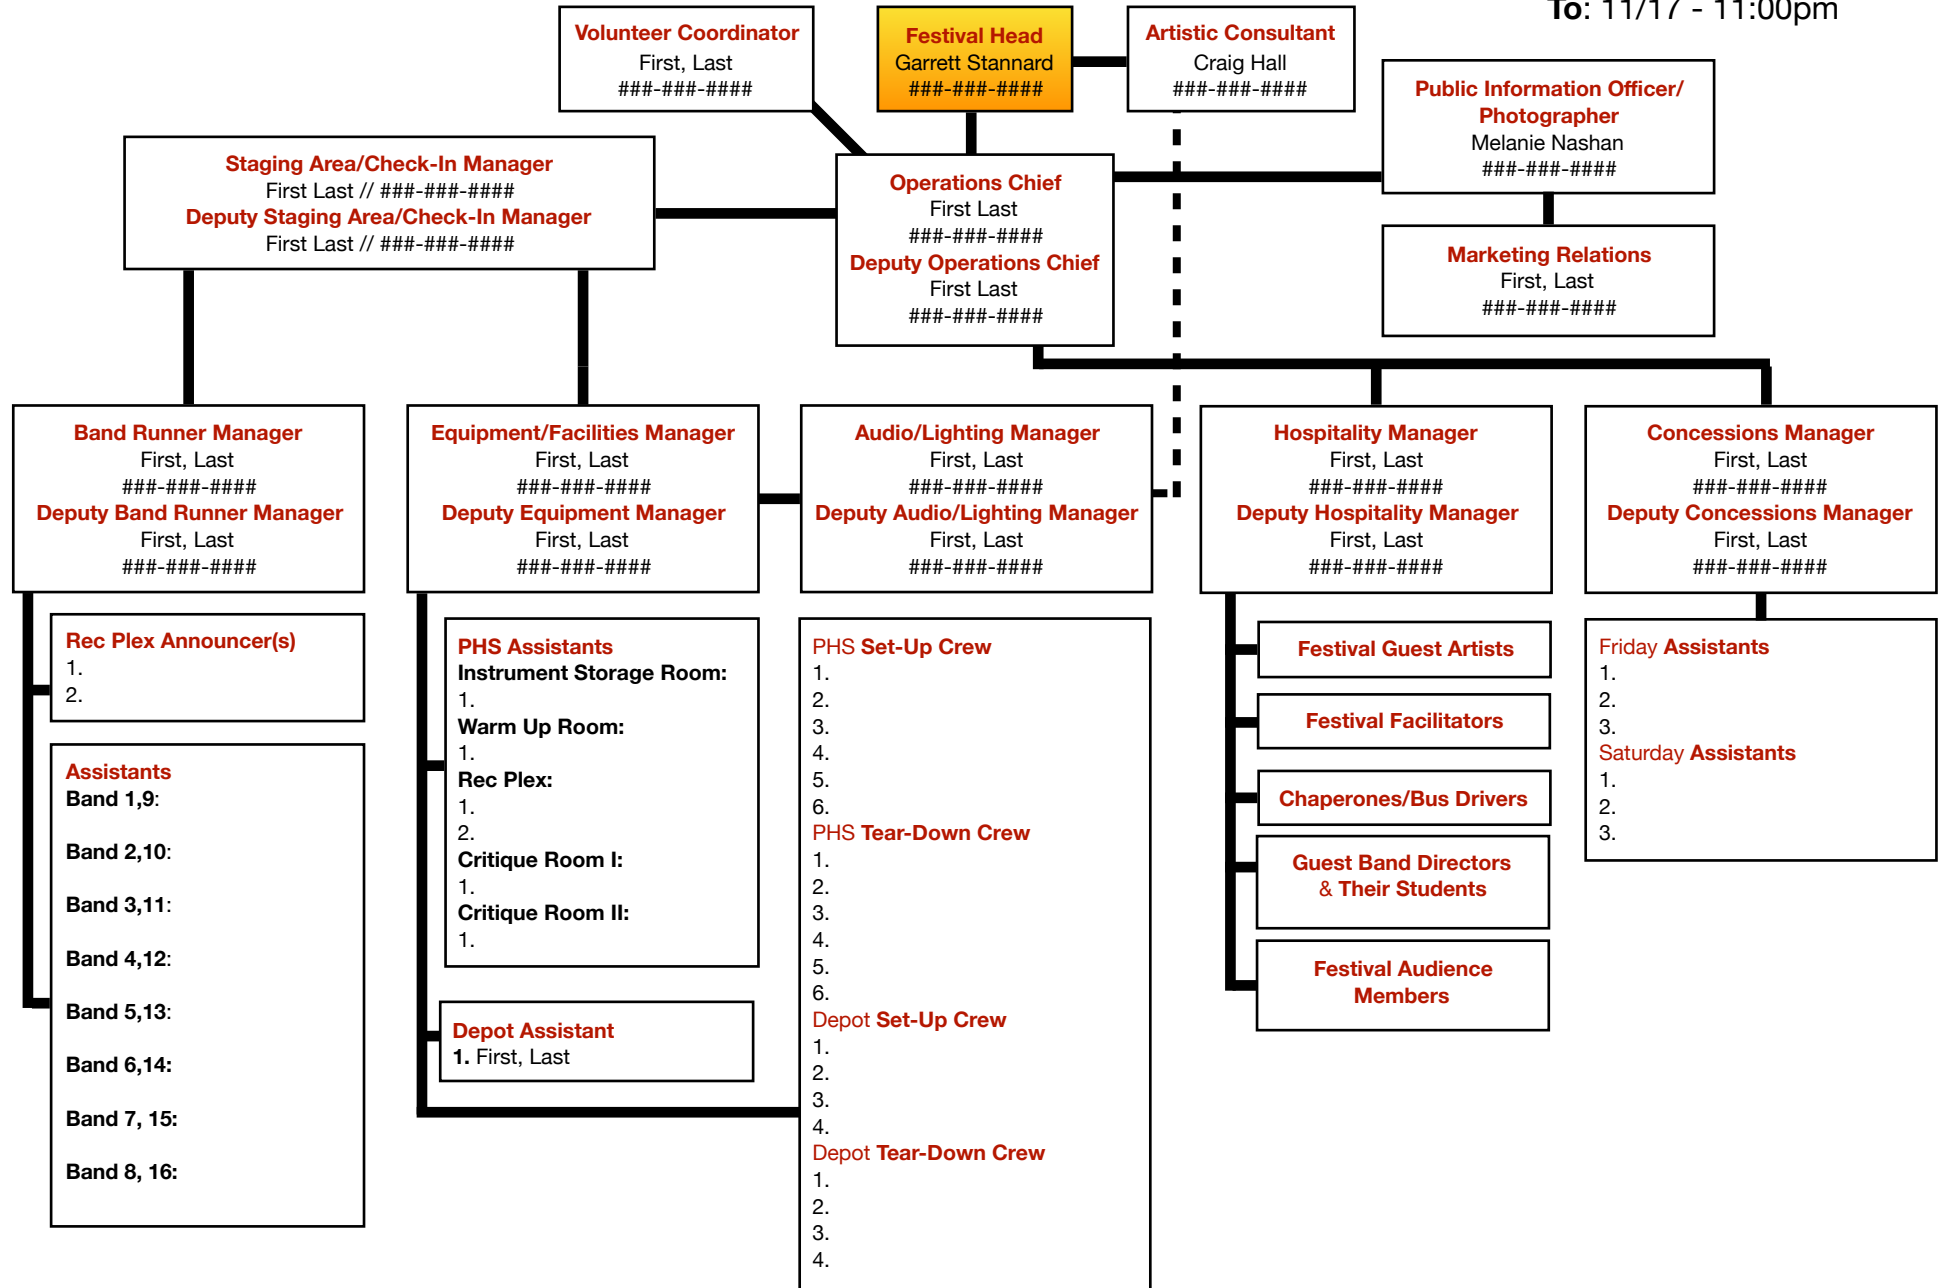 To: 11/17 - 11:00pm
Volunteer Coordinator
First, Last
###-###-####
Festival Head
Garrett Stannard
###-###-####
Artistic Consultant
Craig Hall
###-###-####
Public Information Officer/
Photographer
Melanie Nashan
###-###-####
Staging Area/Check-In Manager
First Last // ###-###-####
Deputy Staging Area/Check-In Manager
First Last // ###-###-####
Operations Chief
First Last
###-###-####
Deputy Operations Chief
First Last
###-###-####
Marketing Relations
First, Last
###-###-####
Band Runner Manager
First, Last
###-###-####
Deputy Band Runner Manager
First, Last
###-###-####
Equipment/Facilities Manager
First, Last
###-###-####
Deputy Equipment Manager
First, Last
###-###-####
Audio/Lighting Manager
First, Last
###-###-####
Deputy Audio/Lighting Manager
First, Last
###-###-####
Hospitality Manager
First, Last
###-###-####
Deputy Hospitality Manager
First, Last
###-###-####
Concessions Manager
First, Last
###-###-####
Deputy Concessions Manager
First, Last
###-###-####
Rec Plex Announcer(s)
1.
2.
Assistants
Band 1,9:
Band 2,10:
Band 3,11:
Band 4,12:
Band 5,13:
Band 6,14:
Band 7, 15:
Band 8, 16:
PHS Assistants
Instrument Storage Room:
1.
Warm Up Room:
1.
Rec Plex:
1.
2.
Critique Room I:
1.
Critique Room II:
1.
Depot Assistant
1. First, Last
PHS Set-Up Crew
1.
2.
3.
4.
5.
6.
PHS Tear-Down Crew
1.
2.
3.
4.
5.
6.
Depot Set-Up Crew
1.
2.
3.
4.
Depot Tear-Down Crew
1.
2.
3.
4.
Festival Guest Artists
Festival Facilitators
Chaperones/Bus Drivers
Guest Band Directors
& Their Students
Festival Audience
Members
Friday Assistants
1.
2.
3.
Saturday Assistants
1.
2.
3.